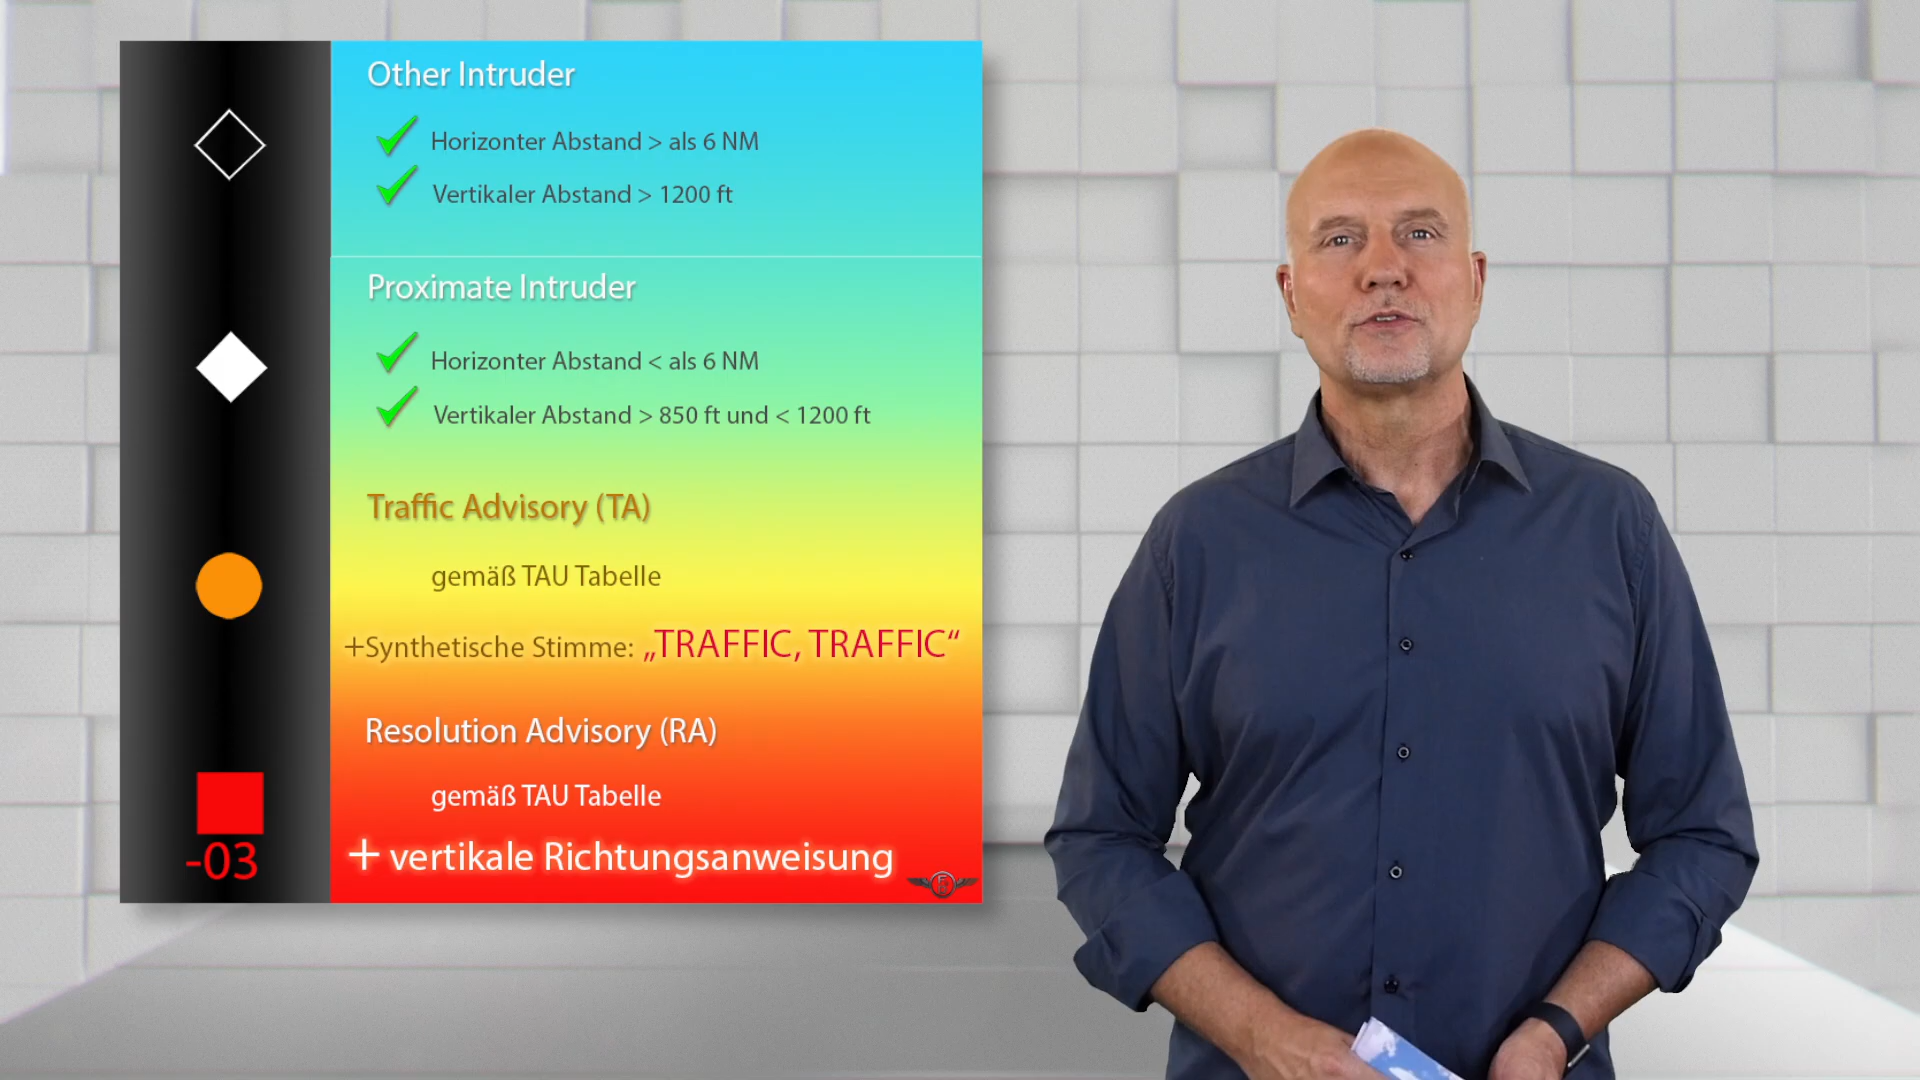 Other Intruder
Horizonter Abstand > als 6 NM
Vertikaler Abstand > 1200 ft
Proximate Intruder
Horizonter Abstand < als 6 NM
Vertikaler Abstand > 850 ft und < 1200 ft
Traffic Advisory (TA)
gemäß TAU Tabelle
+Synthetische Stimme: „TRAFFIC, TRAFFIC“
Resolution Advisory (RA)
gemäß TAU Tabelle
-03
+ vertikale Richtungsanweisung